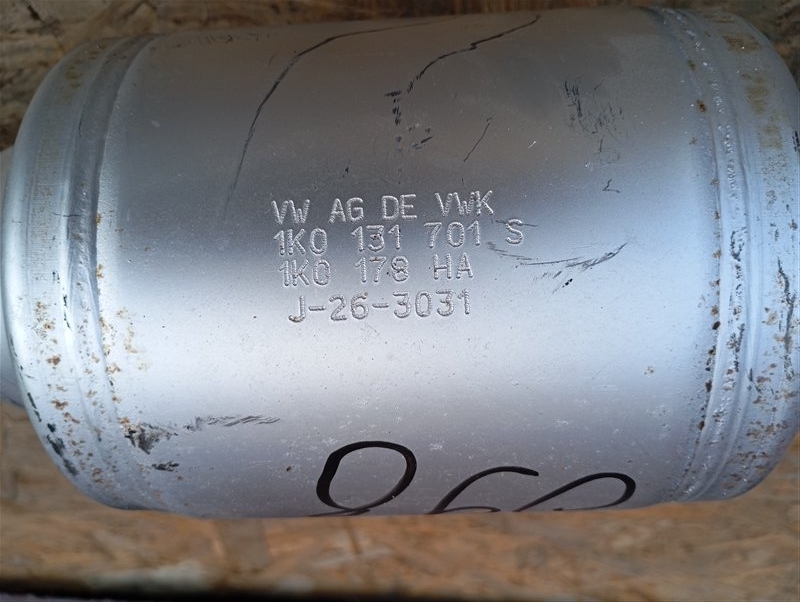 VW AG DE VWK
1K0 131 701 S
1K0 178 HA
J-26-3031